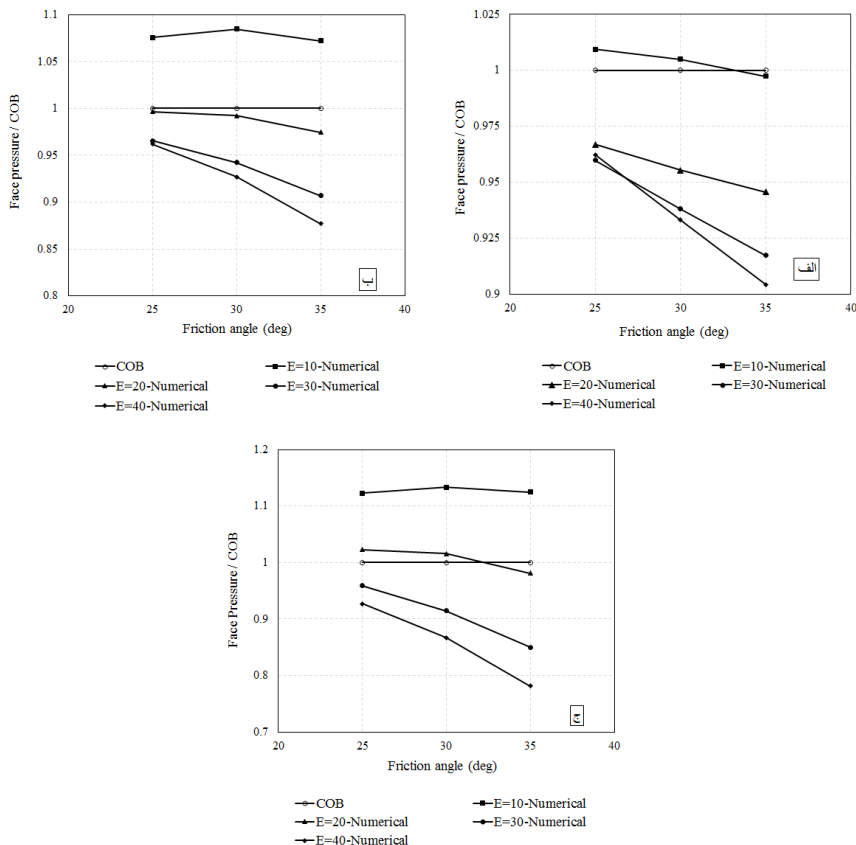 1.1
1.05
1
0.95
0.9
0.85
0.8
20 25 30 35 40
Face pressure / COB
Friction angle (deg)
ب
COB E=10-Numerical
E=20-Numerical E=30-Numerical
E=40-Numerical
1.025
1
0.975
0.95
0.925
0.9
20 25 30 35 40
Face pressure / COB
Friction angle (deg)
الف
COB E=10-Numerical
E=20-Numerical E=30-Numerical
E=40-Numerical
1.2
1.1
1
0.9
0.8
0.7
20 25 30 35 40
Face Pressure / COB
Friction angle (deg)
ج
COB E=10-Numerical
E=20-Numerical E=30-Numerical
E=40-Numerical